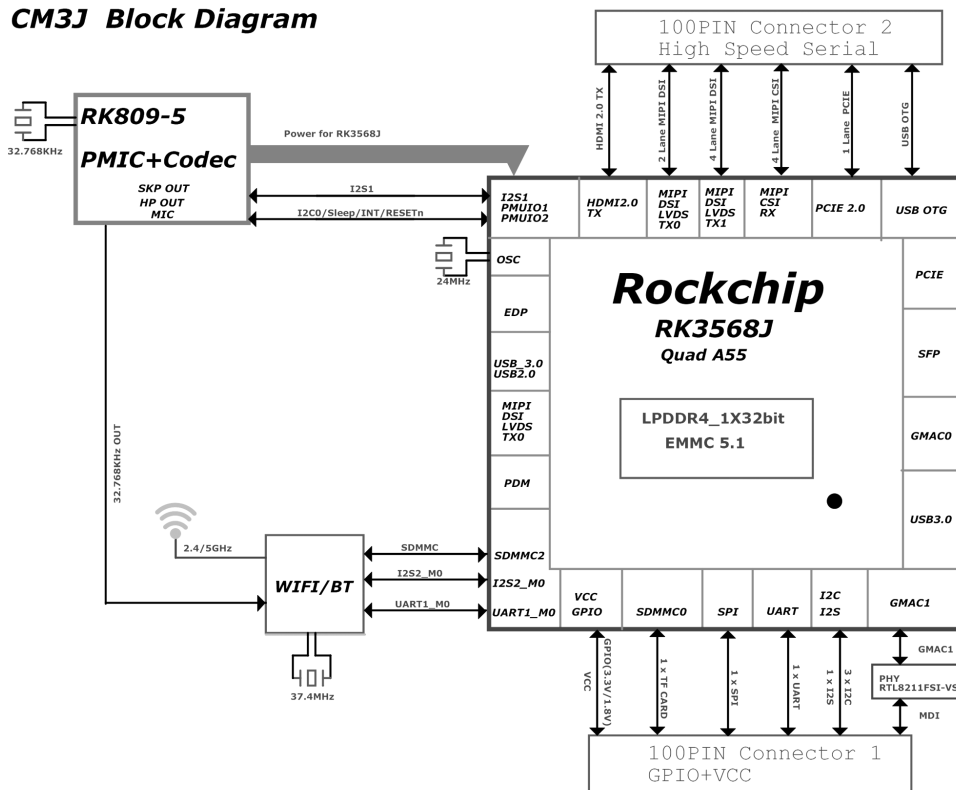 CM3J Block Diagram
100PIN Connector 2
High Speed Serial
HDMI 2.0 TX
2 Lane MIPI DSI
4 Lane MIPI DSI
4 Lane MIPI CSI
1 Lane PCIE
USB OTG
RK809-5
PMIC+Codec
SKP OUT
HP OUT
MIC
32.768KHz
Power for RK3568J
I2S1
I2C0/Sleep/INT/RESETn
I2S1
PMUIO1
PMUIO2
HDMI2.0
TX
MIPI
DSI
LVDS
TX0
MIPI
DSI
LVDS
TX1
MIPI
CSI
RX
PCIE 2.0
USB OTG
24MHz
OSC
EDP
USB_3.0
USB2.0
MIPI
DSI
LVDS
TX0
PDM
SDMMC2
I2S2_M0
UART1_M0
Rockchip
RK3568J
Quad A55
LPDDR4_1X32bit
EMMC 5.1
PCIE
SFP
GMAC0
USB3.0
32.768KHz OUT
2.4/5GHz
WIFI/BT
SDMMC
I2S2_M0
UART1_M0
37.4MHz
VCC
GPIO
SDMMC0
SPI
UART
I2C
I2S
GMAC1
GPIO(3.3V/1.8V)
VCC
1 x TF CARD
1 x SPI
1 x UART
3 x I2C
1 x I2S
GMAC1
PHY
RTL8211FSI-VS
MDI
100PIN Connector 1
GPIO+VCC